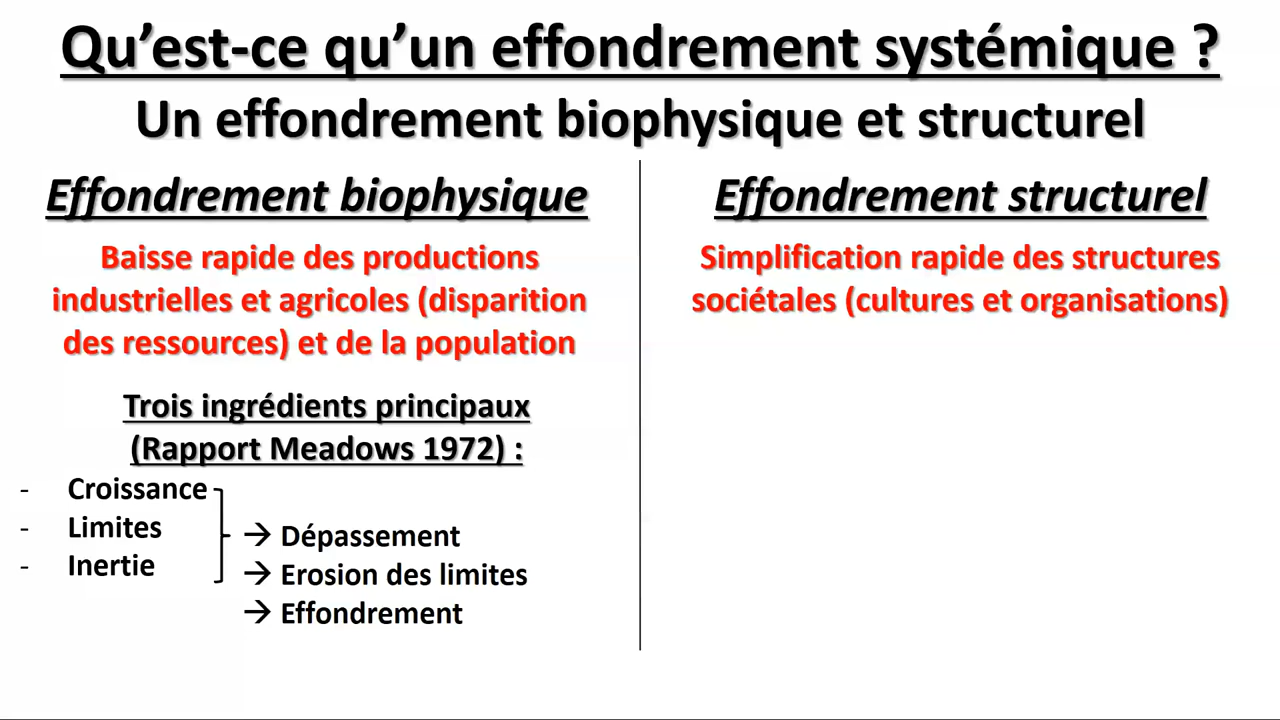 Qu’est-ce qu’un effondrement systémique ?
Un effondrement biophysique et structurel
Effondrement biophysique
Baisse rapide des productions
industrielles et agricoles (disparition
des ressources) et de la population
Trois ingrédients principaux
(Rapport Meadows 1972) :
- Croissance
- Limites
- Inertie
→ Dépassement
→ Erosion des limites
→ Effondrement
Effondrement structurel
Simplification rapide des structures
sociétales (cultures et organisations)